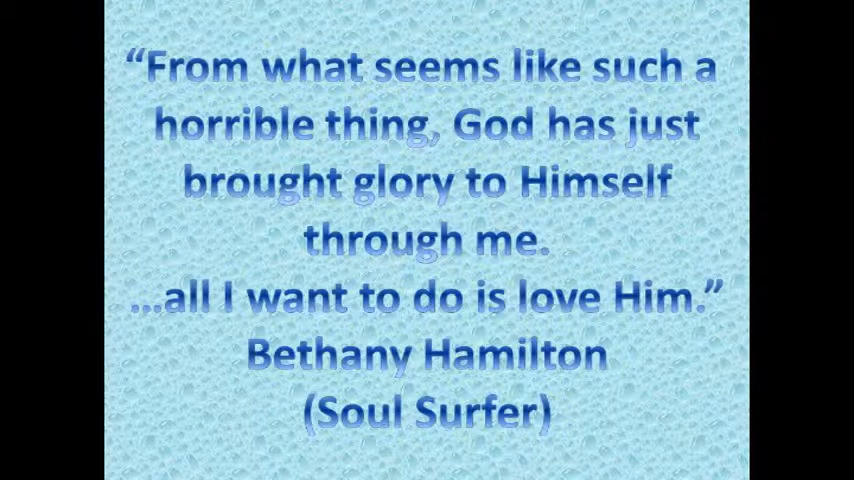 “From what seems like such a
horrible thing, God has just
brought glory to Himself
through me.
...all I want to do is love Him.”
Bethany Hamilton
(Soul Surfer)